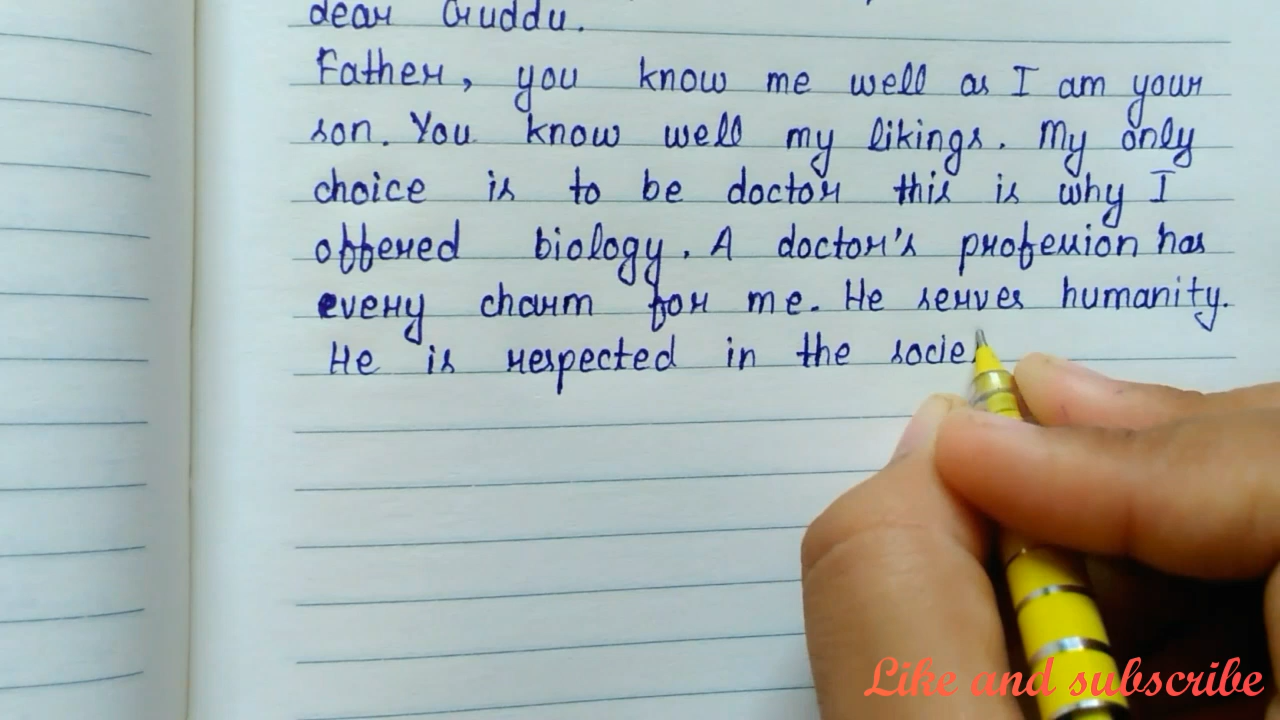 dear Guddu.
Father, you know me well as I am your
son. You know well my likings. My only
choice is to be doctor this is why I
offered biology. A doctor's profession has
every charm for me. He serves humanity.
He is respected in the socie
Like and subscribe